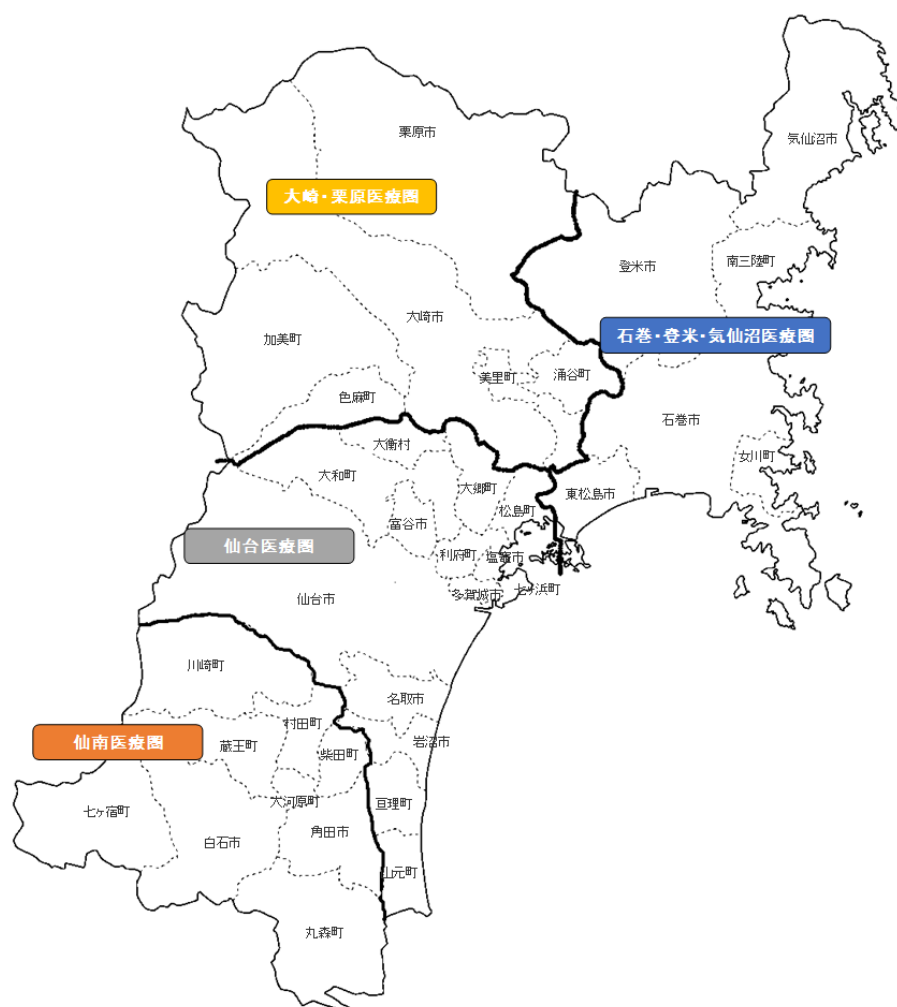 栗原市
気仙沼市
大崎・栗原医療圏
登米市
南三陸町
大崎市
石巻・登米・気仙沼医療圏
加美町
美里町
涌谷町
色麻町
石巻市
大衡村
女川町
大和町
大郷町
東松島市
松島町
富谷市
仙台医療圏
利府町
塩竈市
七ヶ浜町
多賀城市
仙台市
川崎町
名取市
村田町
仙南医療圏
蔵王町
柴田町
岩沼市
大河原町
亘理町
七ヶ宿町
白石市
角田市
山元町
丸森町